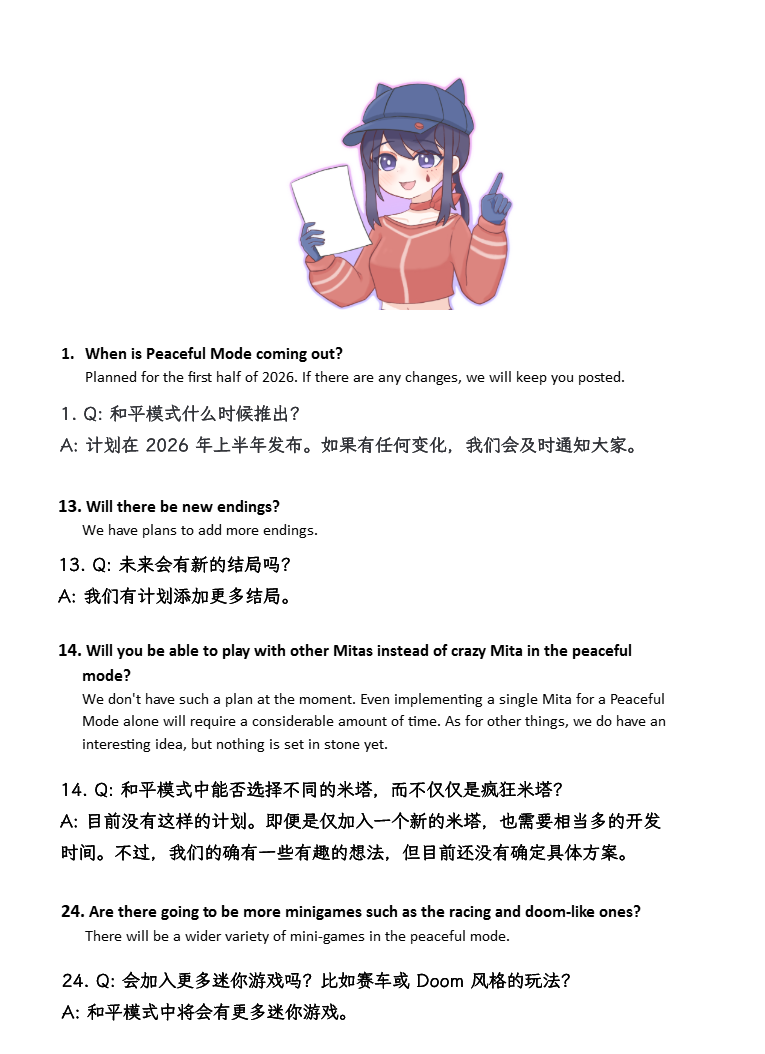 1. When is Peaceful Mode coming out?
Planned for the first half of 2026. If there are any changes, we will keep you posted.
1. Q: 和平模式什么时候推出？
A: 计划在 2026 年上半年发布。如果有任何变化，我们会及时通知大家。
13. Will there be new endings?
We have plans to add more endings.
13. Q: 未来会有新的结局吗？
A: 我们有计划添加更多结局。
14. Will you be able to play with other Mitas instead of crazy Mita in the peaceful
mode?
We don't have such a plan at the moment. Even implementing a single Mita for a Peaceful
Mode alone will require a considerable amount of time. As for other things, we do have an
interesting idea, but nothing is set in stone yet.
14. Q: 和平模式中能否选择不同的米塔，而不仅仅是疯狂米塔？
A: 目前没有这样的计划。即便是仅加入一个新的米塔，也需要相当多的开发
时间。不过，我们的确有一些有趣的想法，但目前还没有确定具体方案。
24. Are there going to be more minigames such as the racing and doom-like ones?
There will be a wider variety of mini-games in the peaceful mode.
24. Q: 会加入更多迷你游戏吗？比如赛车或 Doom 风格的玩法？
A: 和平模式中将会有更多迷你游戏。